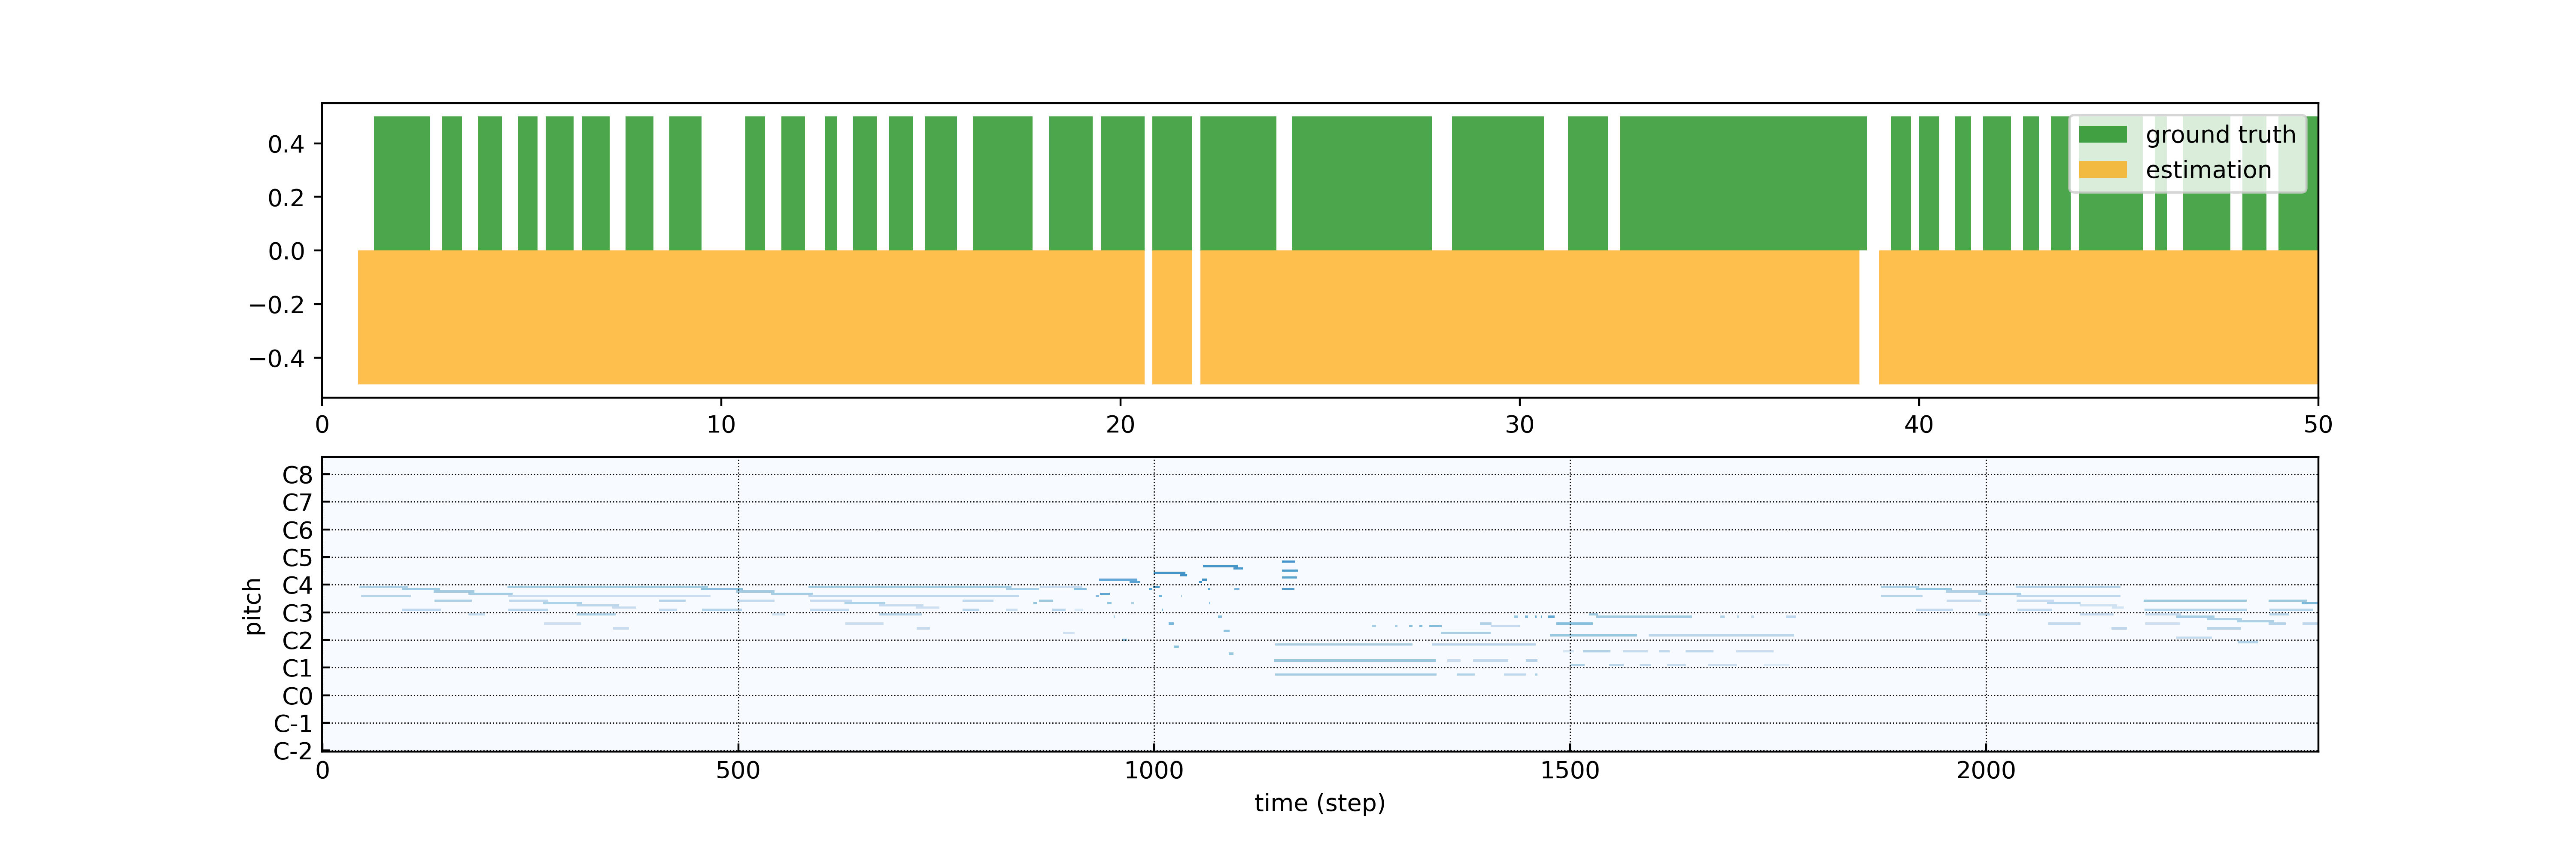 0.4
0.2
0.0
−0.2
−0.4
ground truth
estimation
0 10 20 30 40 50
C8
C7
C6
C5
C4
C3
C2
C1
C0
C-1
C-2
pitch
0 500 1000 1500 2000
time (step)